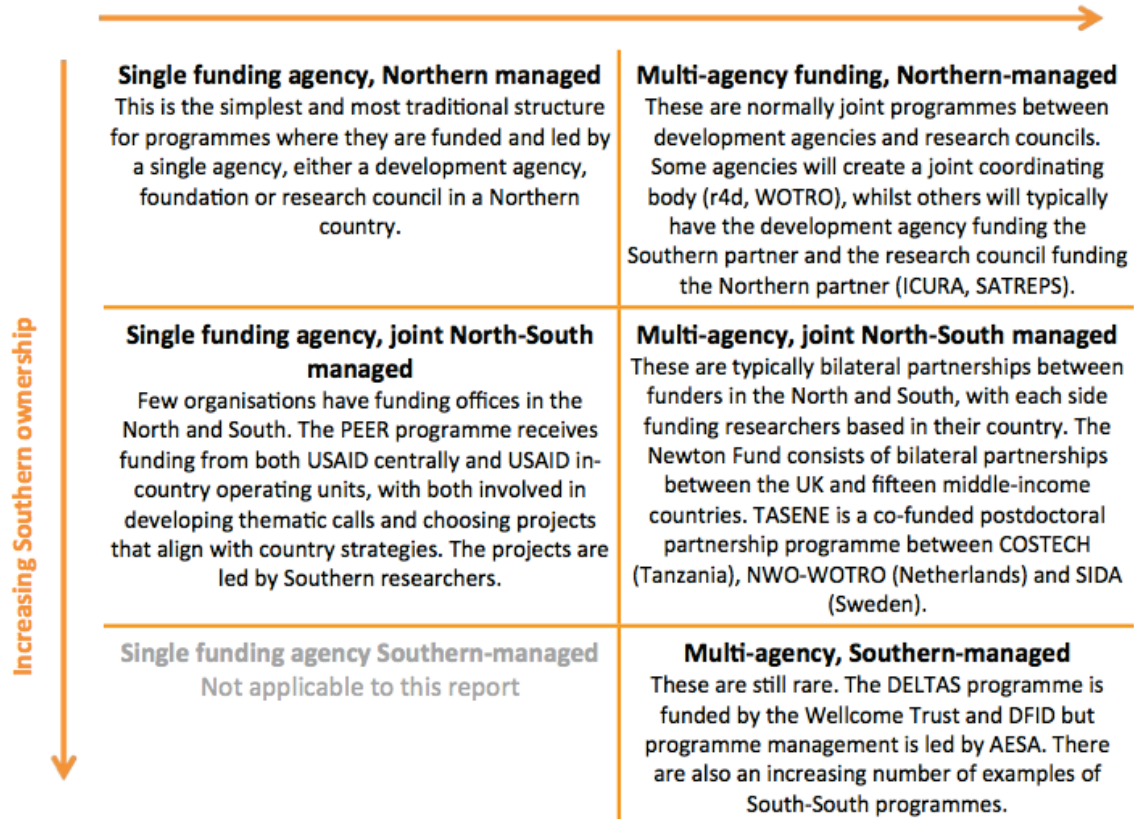 Increasing Southern ownership
Single funding agency, Northern managed
This is the simplest and most traditional structure
for programmes where they are funded and led by
a single agency, either a development agency,
foundation or research council in a Northern
country.
Multi-agency funding, Northern-managed
These are normally joint programmes between
development agencies and research councils.
Some agencies will create a joint coordinating
body (r4d, WOTRO), whilst others will typically
have the development agency funding the
Southern partner and the research council funding
the Northern partner (ICURA, SATREPS).
Single funding agency, joint North-South
managed
Few organisations have funding offices in the
North and South. The PEER programme receives
funding from both USAID centrally and USAID in-
country operating units, with both involved in
developing thematic calls and choosing projects
that align with country strategies. The projects are
led by Southern researchers.
Multi-agency, joint North-South managed
These are typically bilateral partnerships between
funders in the North and South, with each side
funding researchers based in their country. The
Newton Fund consists of bilateral partnerships
between the UK and fifteen middle-income
countries. TASENE is a co-funded postdoctoral
partnership programme between COSTECH
(Tanzania), NWO-WOTRO (Netherlands) and SIDA
(Sweden).
Single funding agency Southern-managed
Not applicable to this report
Multi-agency, Southern-managed
These are still rare. The DELTAS programme is
funded by the Wellcome Trust and DFID but
programme management is led by AESA. There
are also an increasing number of examples of
South-South programmes.